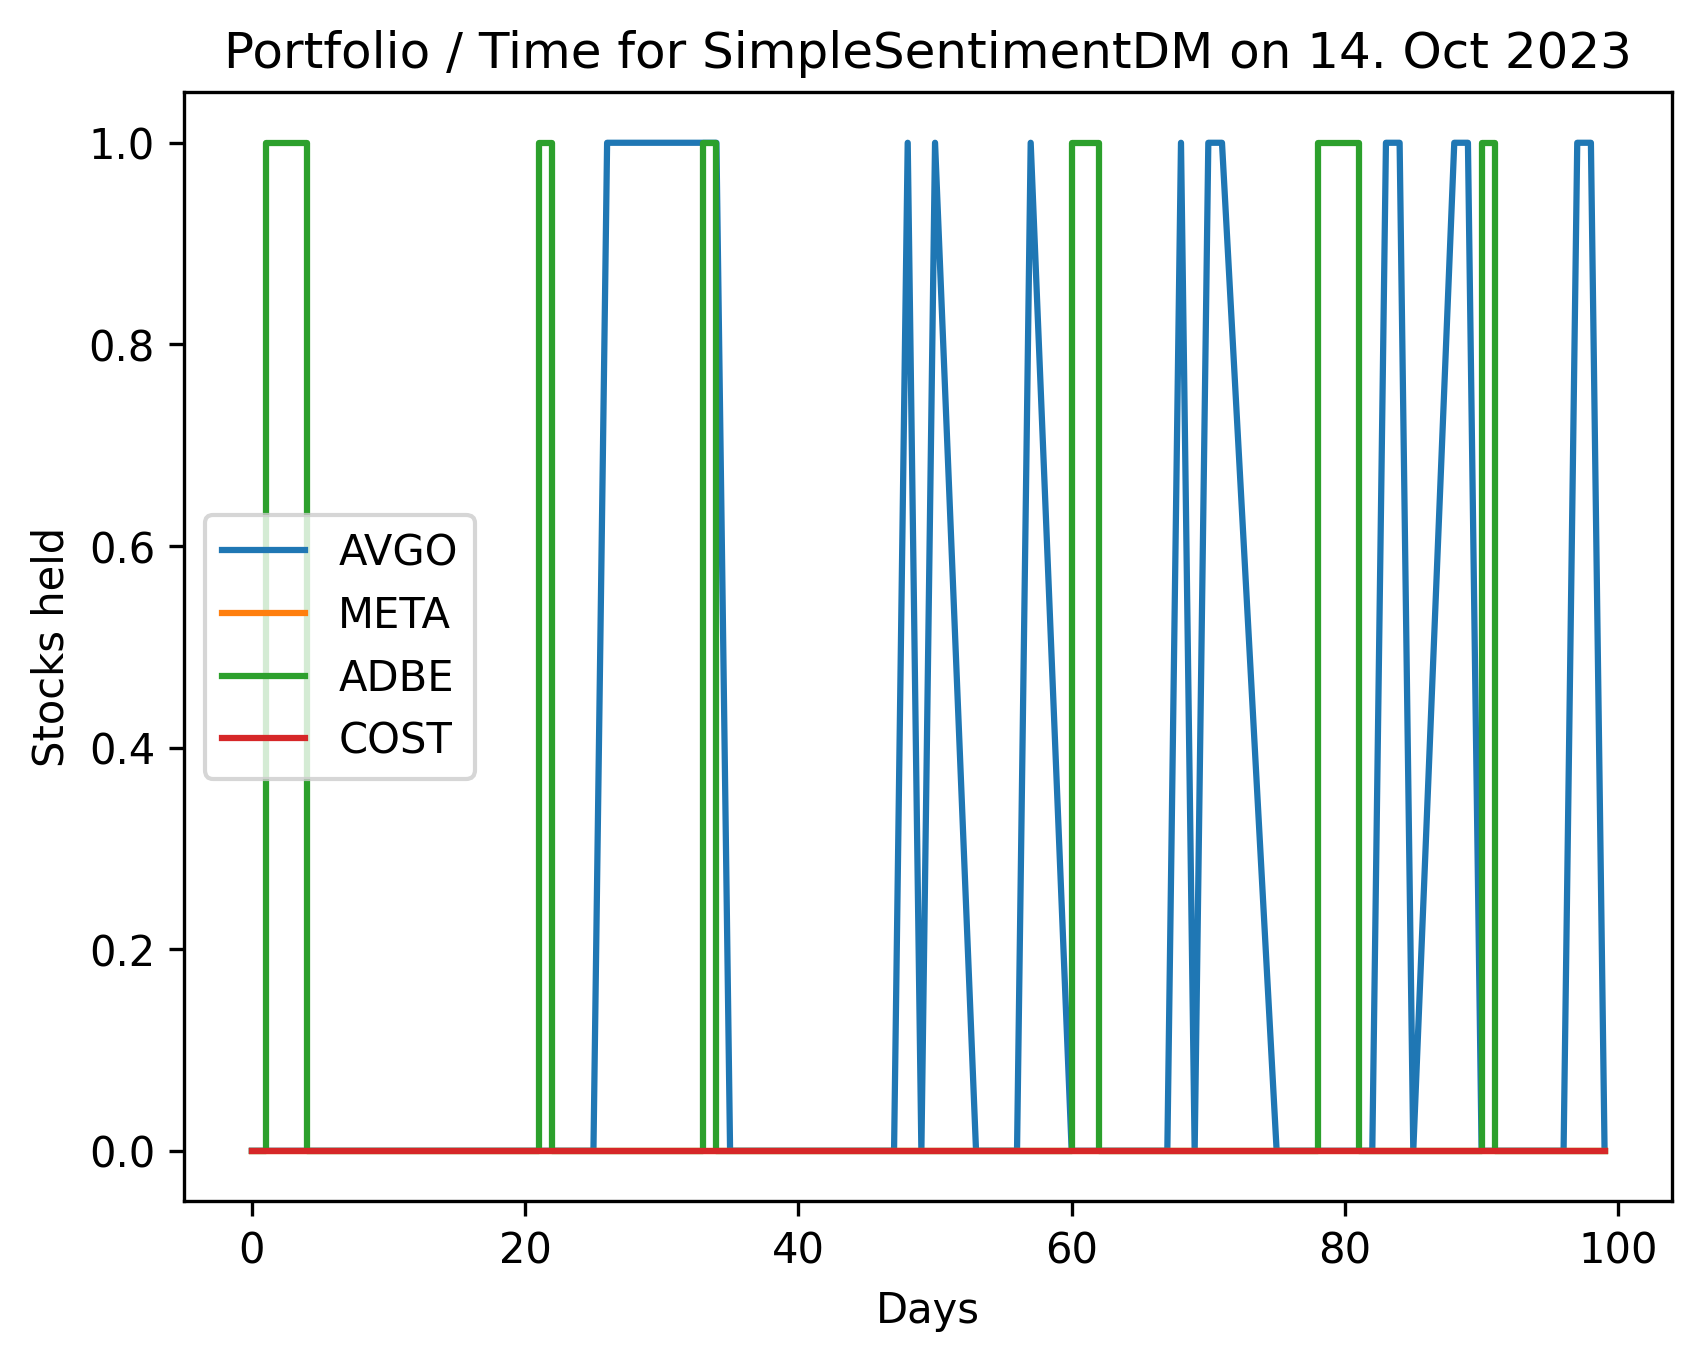 Portfolio / Time for SimpleSentimentDM on 14. Oct 2023
1.0
0.8
0.6
0.4
0.2
0.0
Stocks held
AVGO
META
ADBE
COST
0 20 40 60 80 100
Days